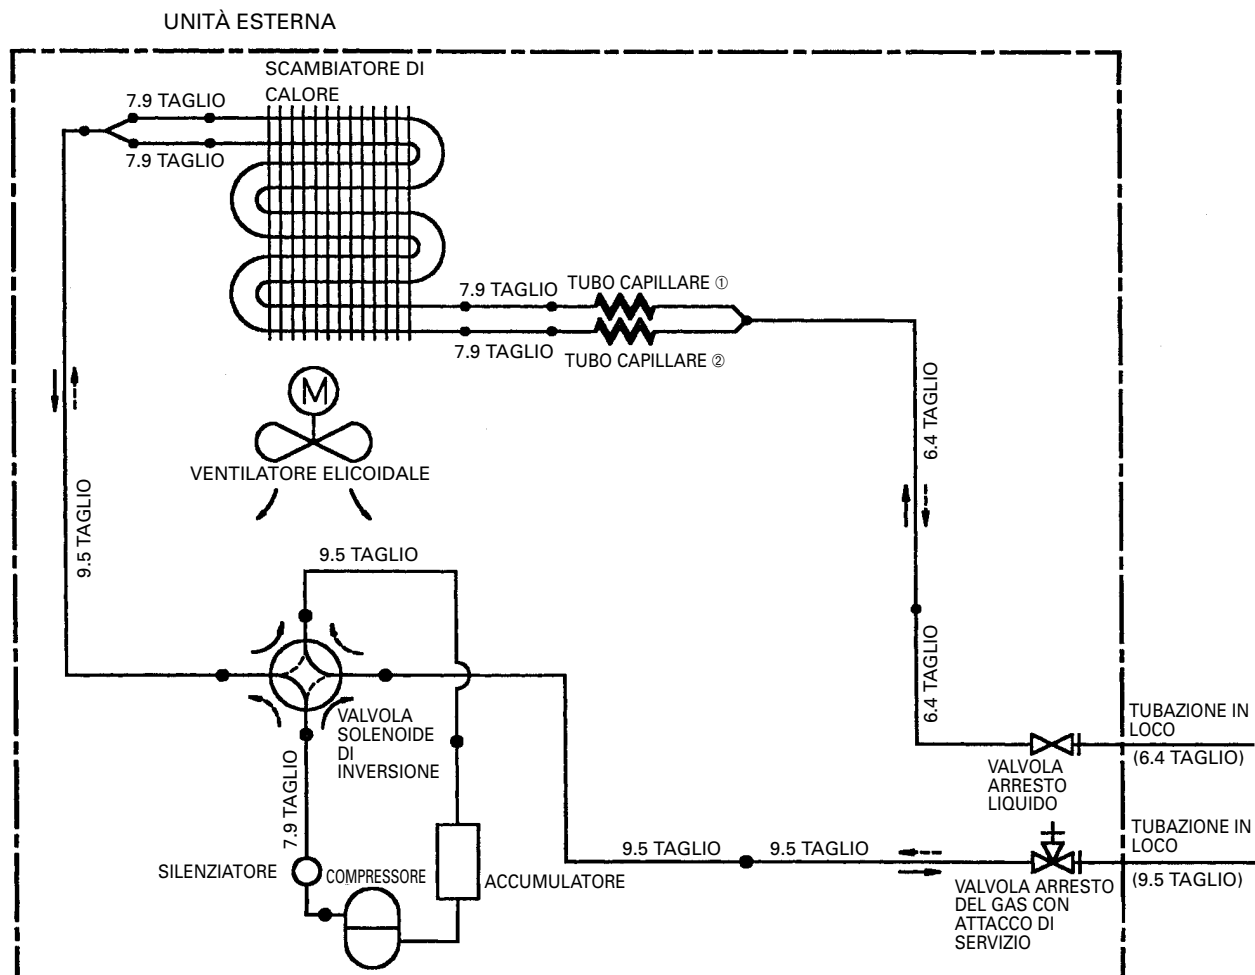 UNITÀ ESTERNA
SCAMBIATORE DI
CALORE
7.9 TAGLIO
7.9 TAGLIO
7.9 TAGLIO
TUBO CAPILLARE ①
7.9 TAGLIO
TUBO CAPILLARE ②
M
VENTILATORE ELICOIDALE
6.4 TAGLIO
9.5 TAGLIO
9.5 TAGLIO
6.4 TAGLIO
VALVOLA
SOLENOIDE
DI
INVERSIONE
7.9 TAGLIO
TUBAZIONE IN
LOCO
(6.4 TAGLIO)
VALVOLA
ARRESTO
LIQUIDO
TUBAZIONE IN
LOCO
(9.5 TAGLIO)
9.5 TAGLIO
9.5 TAGLIO
SILENZIATORE
COMPRESSORE
ACCUMULATORE
VALVOLA ARRESTO
DEL GAS CON
ATTACCO DI
SERVIZIO